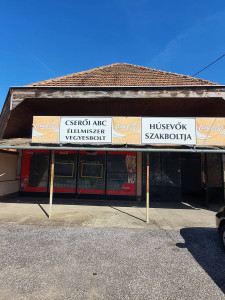 CSERŐI ABC
ÉLELMISZER
VEGYESBOLT
HÚSEVŐK
SZAKBOLTJA